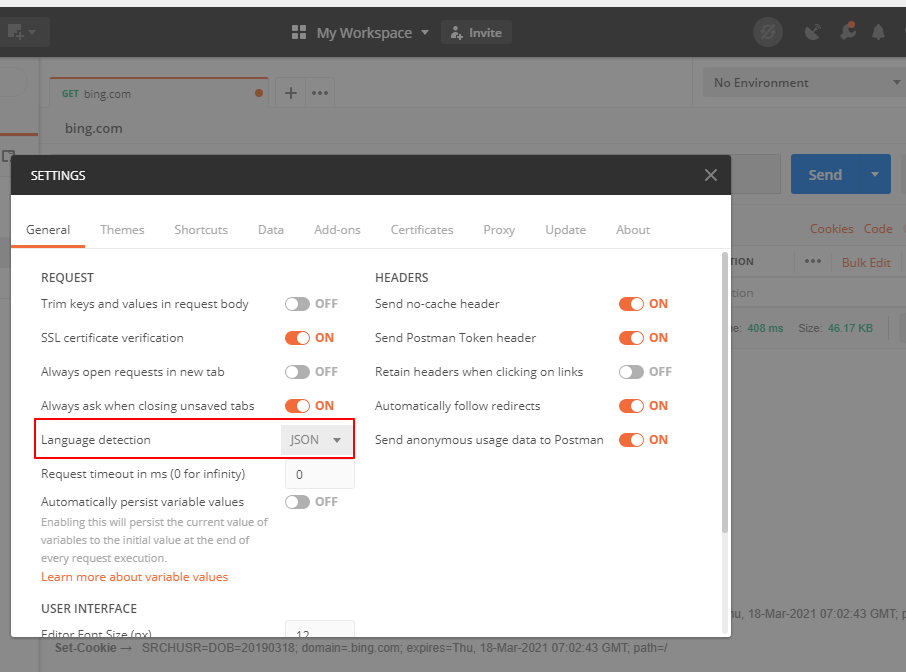 My Workspace
Invite
GET bing.com
No Environment
bing.com
SETTINGS
Send
General Themes Shortcuts Data Add-ons Certificates Proxy Update About
Cookies Code
REQUEST
HEADERS
TION
Bulk Edit
Trim keys and values in request body OFF
Send no-cache header ON
tion
SSL certificate verification ON
Send Postman Token header ON
408 ms Size: 46.17 KB
Always open requests in new tab OFF
Retain headers when clicking on links OFF
Always ask when closing unsaved tabs ON
Automatically follow redirects ON
Language detection JSON
Send anonymous usage data to Postman ON
Request timeout in ms (0 for infinity) 0
Automatically persist variable values OFF
Enabling this will persist the current value of
variables to the initial value at the end of
every request execution.
Learn more about variable values
USER INTERFACE
hu, 18-Mar-2021 07:02:43 GMT; p
Editor Font Size (px) 12
Set-Cookie → SRCHUSR=DOB=20190318; domain=.bing.com; expires=Thu, 18-Mar-2021 07:02:43 GMT; path=/